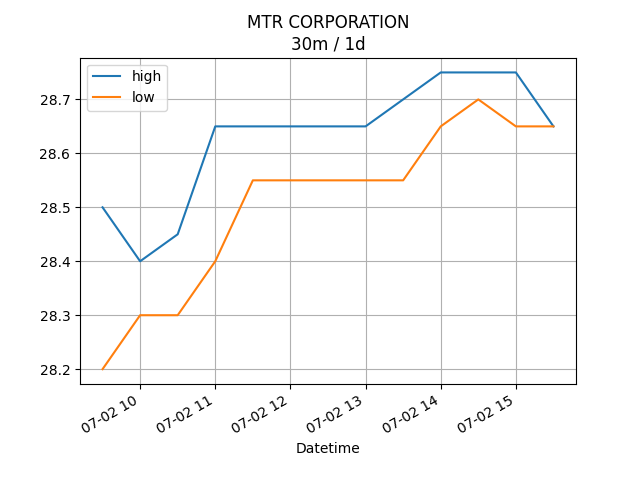 MTR CORPORATION
30m / 1d
high
low
28.7
28.6
28.5
28.4
28.3
28.2
07-02 10
07-02 11
07-02 12
07-02 13
07-02 14
07-02 15
Datetime